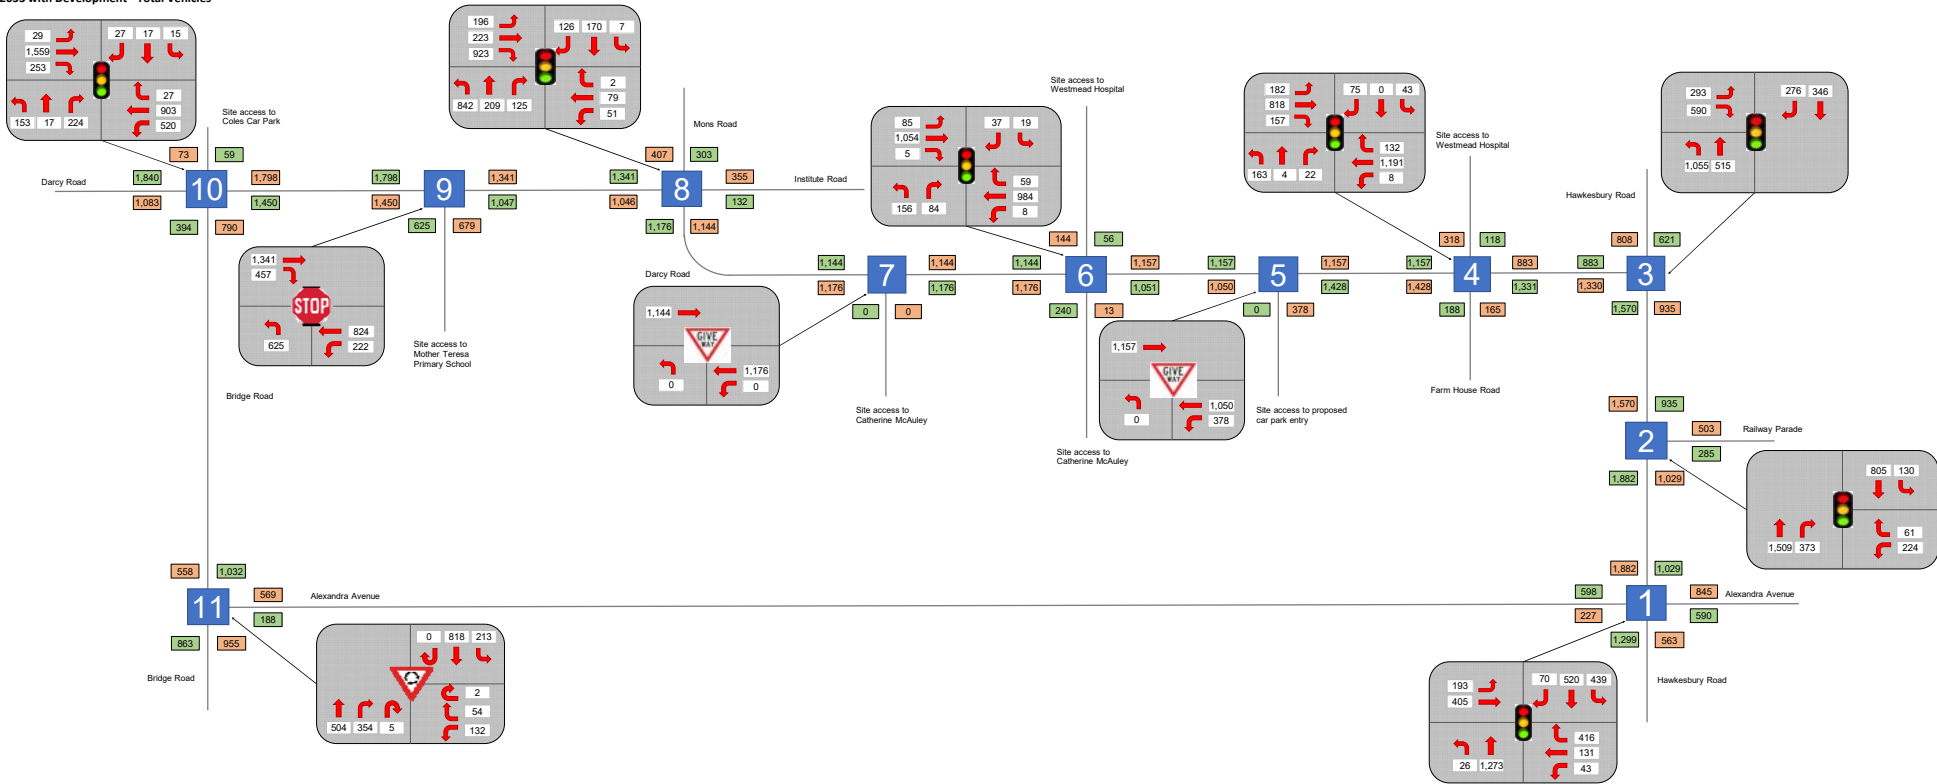 2033 with Development - Total Vehicles
29
1,559
253
27 17 15
153 17 224
27
903
520
196
223
923
126 170 7
842 209 125
2
79
51
Site access to
Coles Car Park
Mons Road
Institute Road
Darcy Road
73 59
1,840 1,798
10
1,083 1,450
394 790
1,798 1,341
9
1,450 1,047
625 679
407 303
1,341 355
8
1,046 132
1,176 1,144
1,341
457
STOP
625
824
222
Site access to
Mother Teresa
Primary School
Bridge Road
Site access to
Westmead Hospital
85
1,054
5
37 19
156 84
59
984
8
Darcy Road
1,144 1,144
7
1,176 1,176
0 0
1,144
GIVE
WAY
0
1,176
0
Site access to
Catherine McAuley
144 56
1,144 1,157
6
1,176 1,051
240 13
Site access to
Catherine McAuley
1,157 1,157
5
1,050 1,428
0 378
1,157
GIVE
WAY
0
1,050
378
Site access to proposed
car park entry
182
818
157
75 0 43
163 4 22
132
1,191
8
Site access to
Westmead Hospital
318 118
1,157 883
4
1,428 1,331
188 165
Farm House Road
293
590
276 346
1,055 515
Hawkesbury Road
808 621
883
3
1,330
1,570 935
1,570 935
503
Railway Parade
2
285
1,882 1,029
805 130
1,509 373
61
224
558 1,032
569
Alexandra Avenue
11
188
863 955
Bridge Road
0 818 213
504 354 5
2
54
132
1,882 1,029
598 845
Alexandra Avenue
1
227 590
1,299 563
Hawkesbury Road
193
405
70 520 439
26 1,273
416
131
43